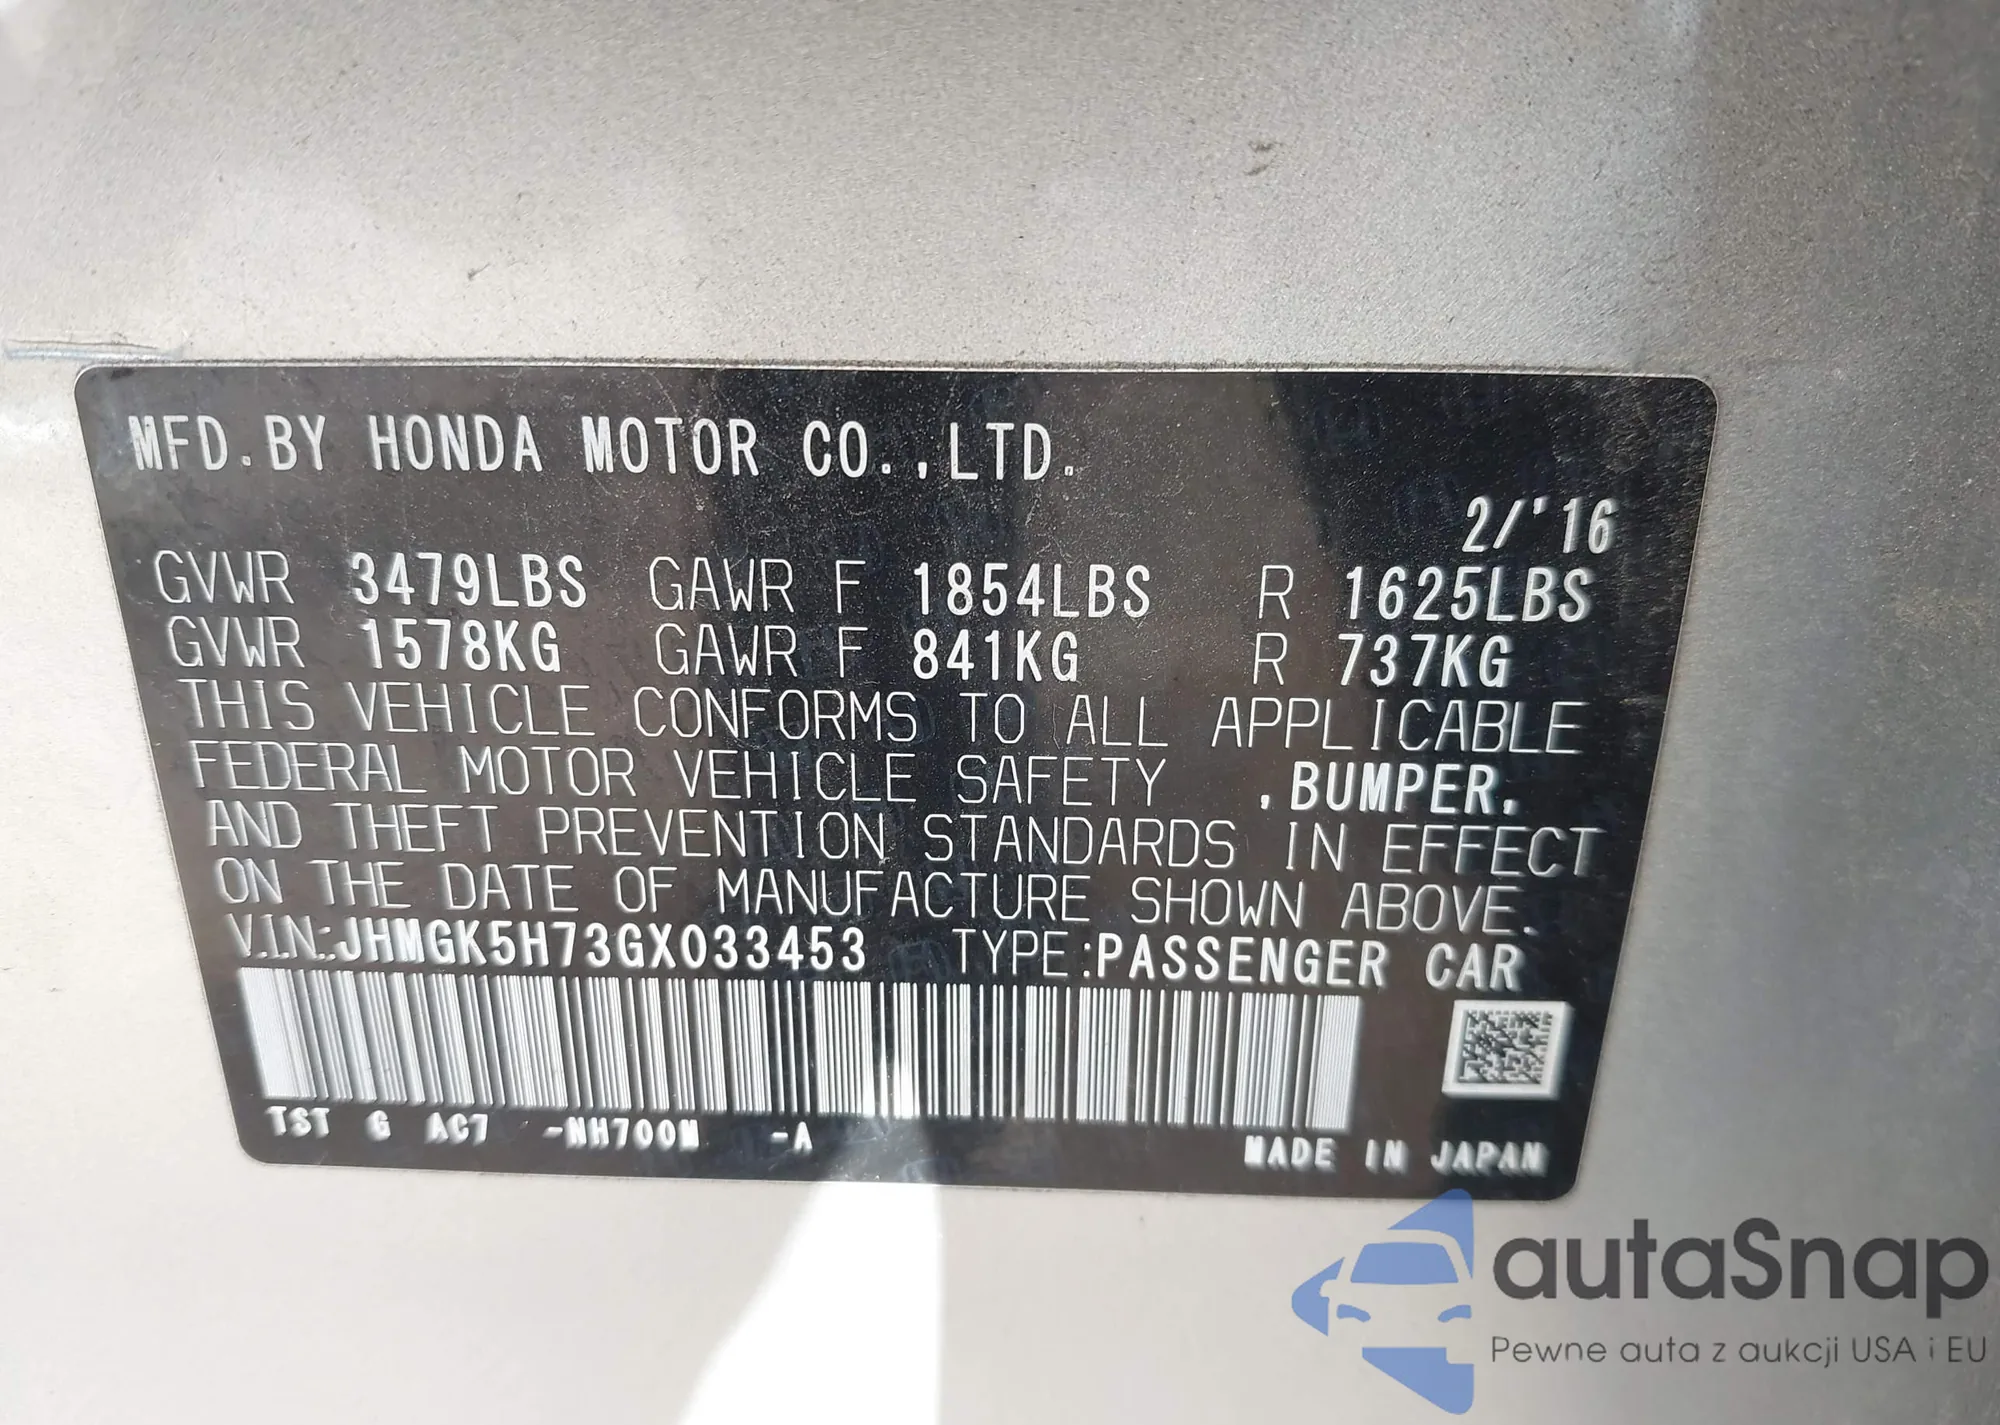 MFD.BY HONDA MOTOR CO.,LTD.
2/'16
GVWR 3479LBS GAWR F 1854LBS R 1625LBS
GVWR 1578KG GAWR F 841KG R 737KG
THIS VEHICLE CONFORMS TO ALL APPLICABLE
FEDERAL MOTOR VEHICLE SAFETY ,BUMPER,
AND THEFT PREVENTION STANDARDS IN EFFECT
ON THE DATE OF MANUFACTURE SHOWN ABOVE.
V.I.N.:JHMGK5H73GX033453 TYPE:PASSENGER CAR
TST G AC7 -NH700M -A
MADE IN JAPAN
autaSnap
Pewne auta z aukcji USA i EU